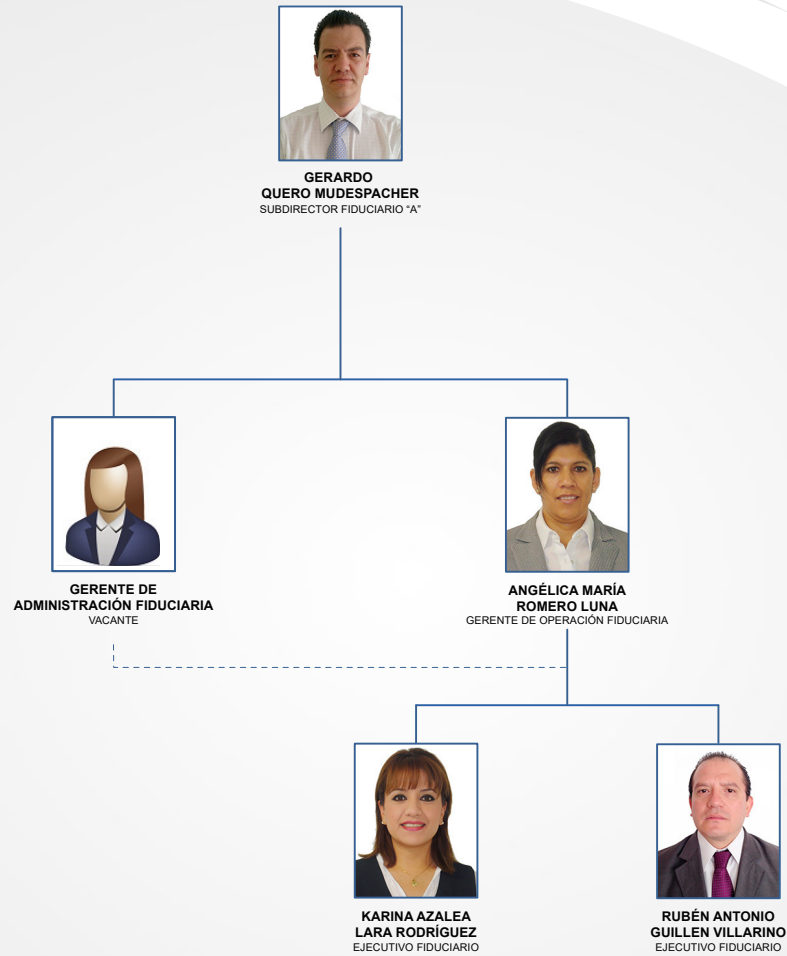 GERARDO
QUERO MUDESPACHER
SUBDIRECTOR FIDUCIARIO “A”
GERENTE DE
ADMINISTRACIÓN FIDUCIARIA
VACANTE
ANGÉLICA MARÍA
ROMERO LUNA
GERENTE DE OPERACIÓN FIDUCIARIA
KARINA AZALEA
LARA RODRÍGUEZ
EJECUTIVO FIDUCIARIO
RUBÉN ANTONIO
GUILLEN VILLARINO
EJECUTIVO FIDUCIARIO